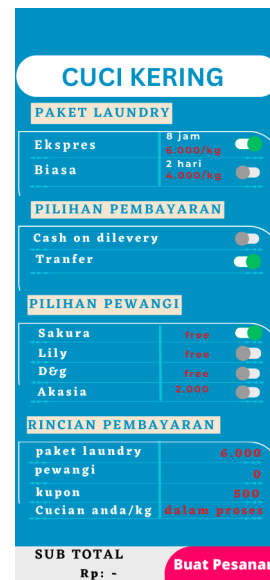 CUCI KERING
PAKET LAUNDRY
Ekspres 8 jam 6.000/kg
Biasa 2 hari 4.000/kg
PILIHAN PEMBAYARAN
Cash on dilevery
Tranfer
PILIHAN PEWANGI
Sakura free
Lily free
D&g free
Akasia 2.000
RINCIAN PEMBAYARAN
paket laundry 6.000
pewangi 0
kupon 500
Cucian anda/kg dalam proses
SUB TOTAL
Rp: -
Buat Pesanan